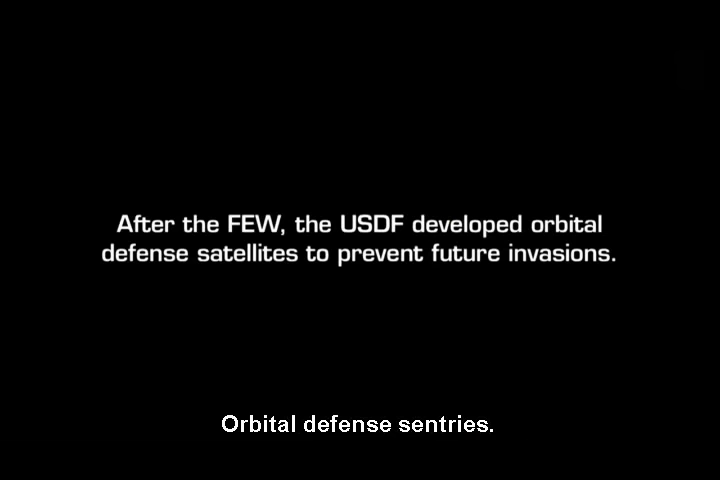 After the FEW, the USDF developed orbital
defense satellites to prevent future invasions.
Orbital defense sentries.